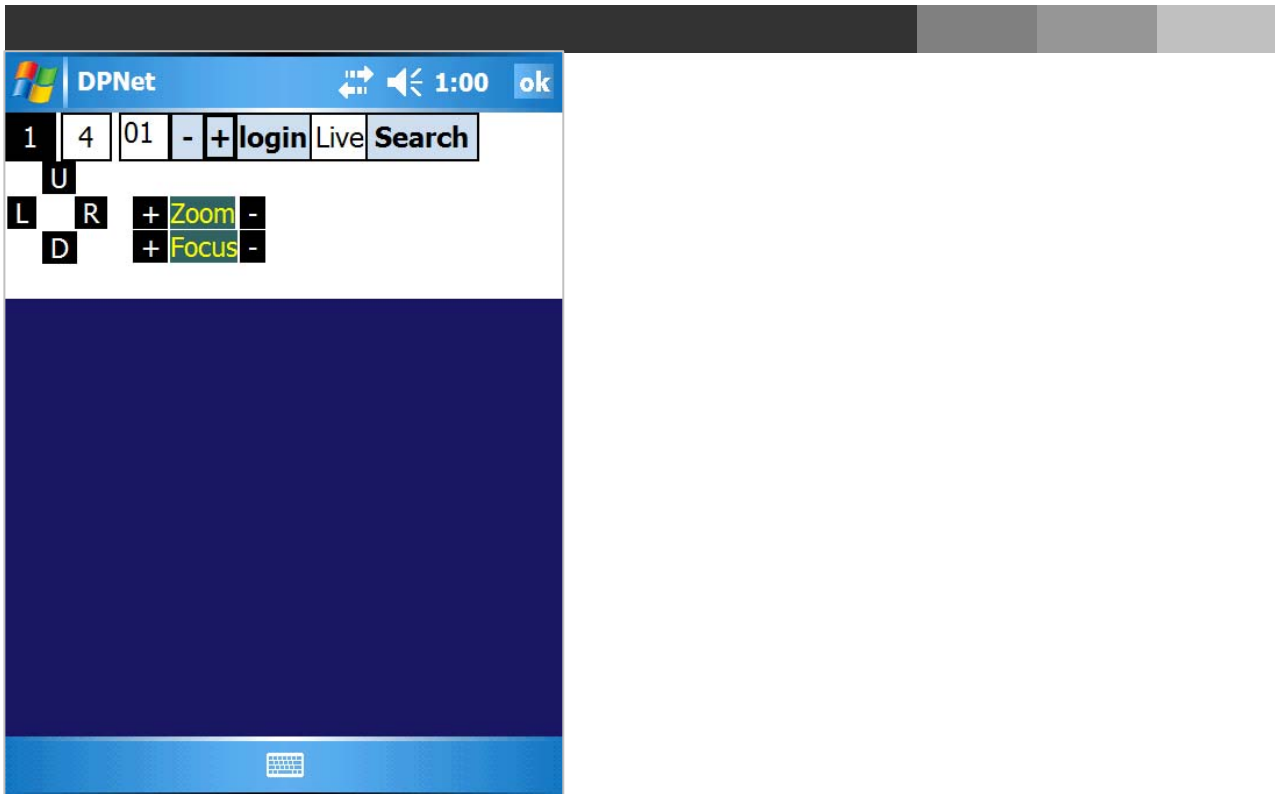 DPNet 1:00 ok
1 4 01 - + login Live Search
U
L R + Zoom -
D + Focus -